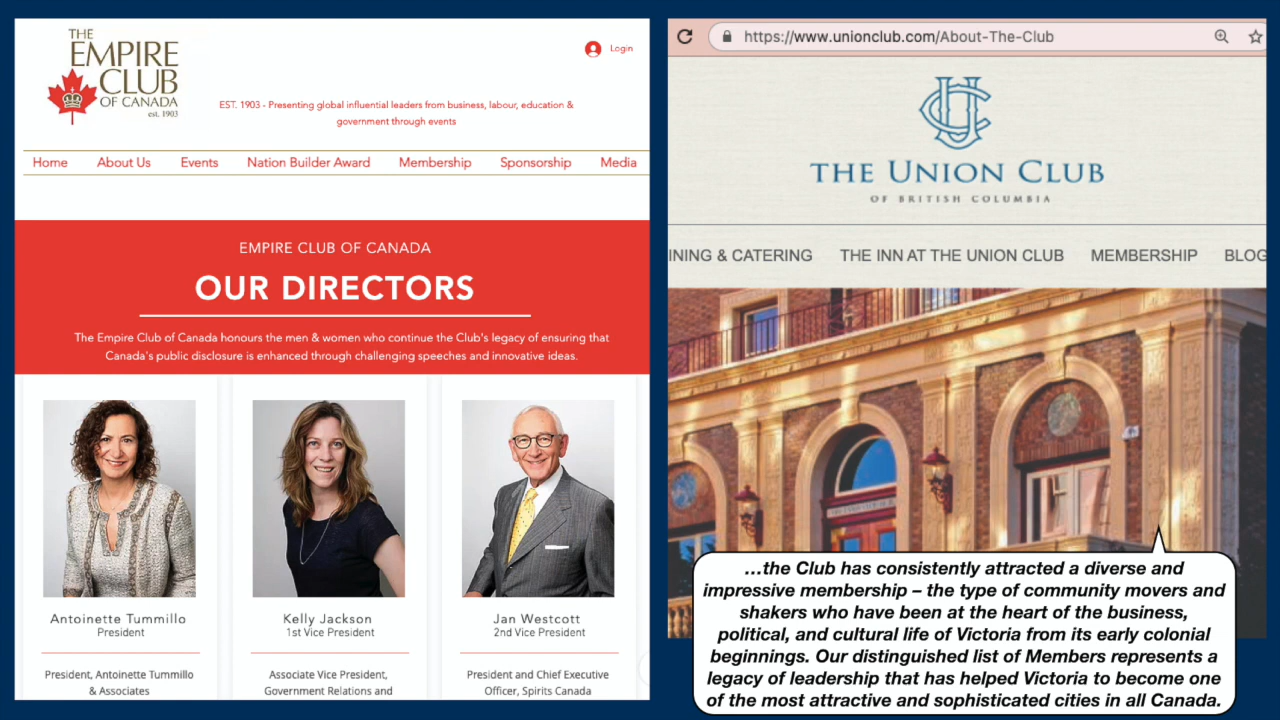 THE
EMPIRE
CLUB
OF CANADA
est. 1903
Login
EST. 1903 - Presenting global influential leaders from business, labour, education &
government through events
Home About Us Events Nation Builder Award Membership Sponsorship Media
EMPIRE CLUB OF CANADA
OUR DIRECTORS
The Empire Club of Canada honours the men & women who continue the Club's legacy of ensuring that
Canada's public disclosure is enhanced through challenging speeches and innovative ideas.
Antoinette Tummillo
President
President, Antoinette Tummillo
& Associates
Kelly Jackson
1st Vice President
Associate Vice President,
Government Relations and
Jan Westcott
2nd Vice President
President and Chief Executive
Officer, Spirits Canada
https://www.unionclub.com/About-The-Club
UC
THE UNION CLUB
OF BRITISH COLUMBIA
INING & CATERING THE INN AT THE UNION CLUB MEMBERSHIP BLOG
...the Club has consistently attracted a diverse and
impressive membership – the type of community movers and
shakers who have been at the heart of the business,
political, and cultural life of Victoria from its early colonial
beginnings. Our distinguished list of Members represents a
legacy of leadership that has helped Victoria to become one
of the most attractive and sophisticated cities in all Canada.